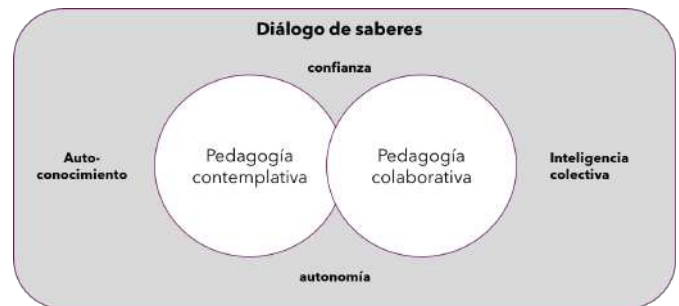 Diálogo de saberes
confianza
Auto-
conocimiento
Pedagogía
contemplativa
Pedagogía
colaborativa
Inteligencia
colectiva
autonomía